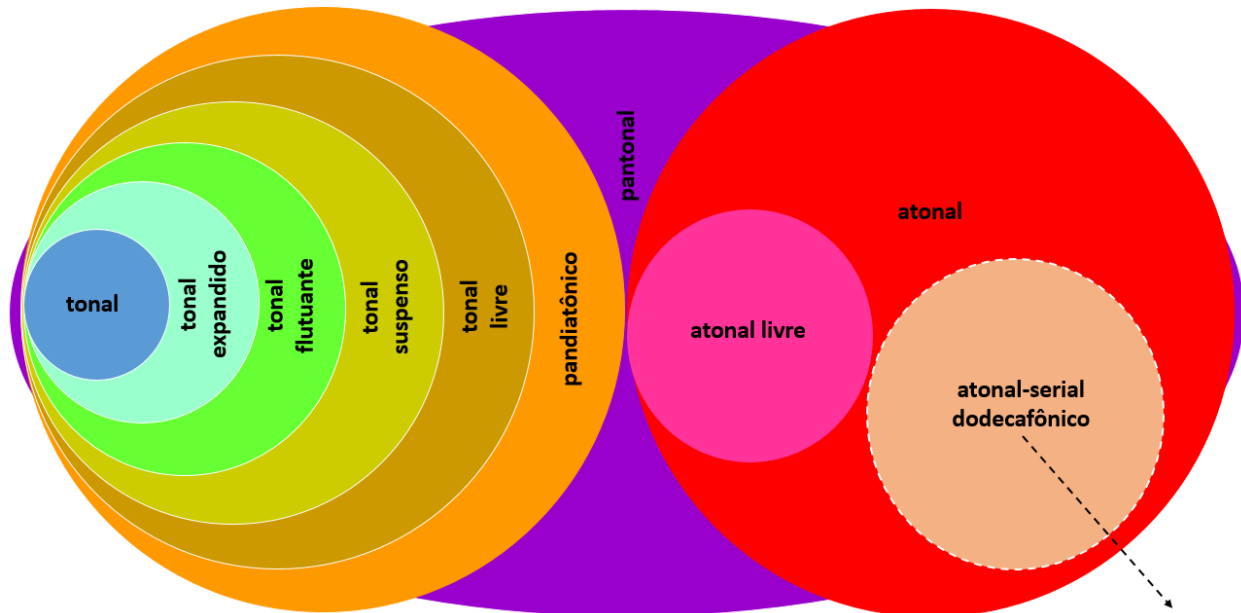 tonal
tonal
expandido
tonal
flutuante
tonal
suspenso
tonal
livre
pandiatônico
pantonal
atonal
atonal livre
atonal-serial
dodecafônico